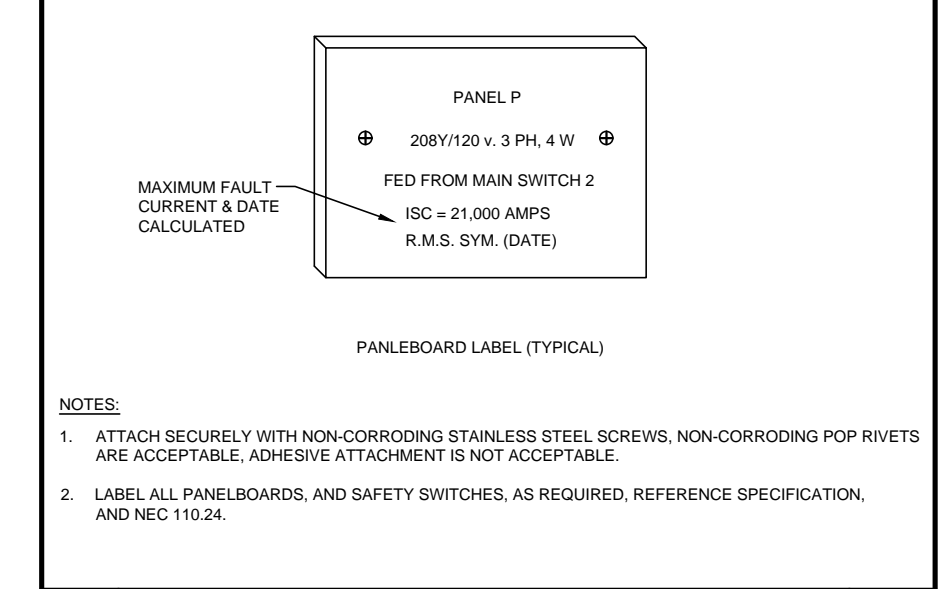 PANEL P
208Y/120 v. 3 PH, 4 W
FED FROM MAIN SWITCH 2
ISC = 21,000 AMPS
R.M.S. SYM. (DATE)
MAXIMUM FAULT
CURRENT & DATE
CALCULATED
PANLEBOARD LABEL (TYPICAL)
NOTES:
1. ATTACH SECURELY WITH NON-CORRODING STAINLESS STEEL SCREWS, NON-CORRODING POP RIVETS
ARE ACCEPTABLE, ADHESIVE ATTACHMENT IS NOT ACCEPTABLE.
2. LABEL ALL PANELBOARDS, AND SAFETY SWITCHES, AS REQUIRED, REFERENCE SPECIFICATION,
AND NEC 110.24.